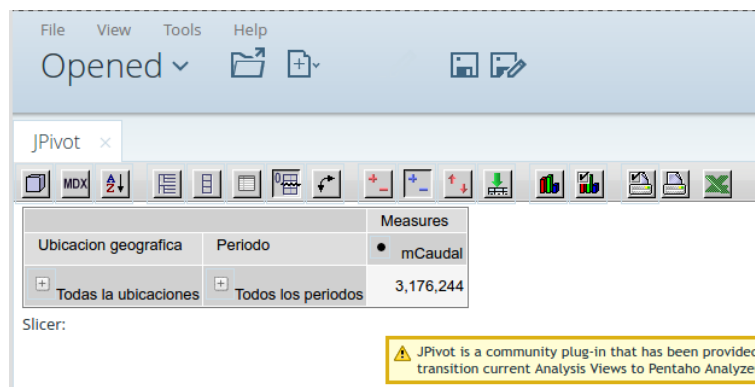 File View Tools Help
Opened
JPivot ×
MDX
Measures
Ubicacion geografica Periodo mCaudal
Todas la ubicaciones Todos los periodos 3,176,244
Slicer:
JPivot is a community plug-in that has been provided
transition current Analysis Views to Pentaho Analyze